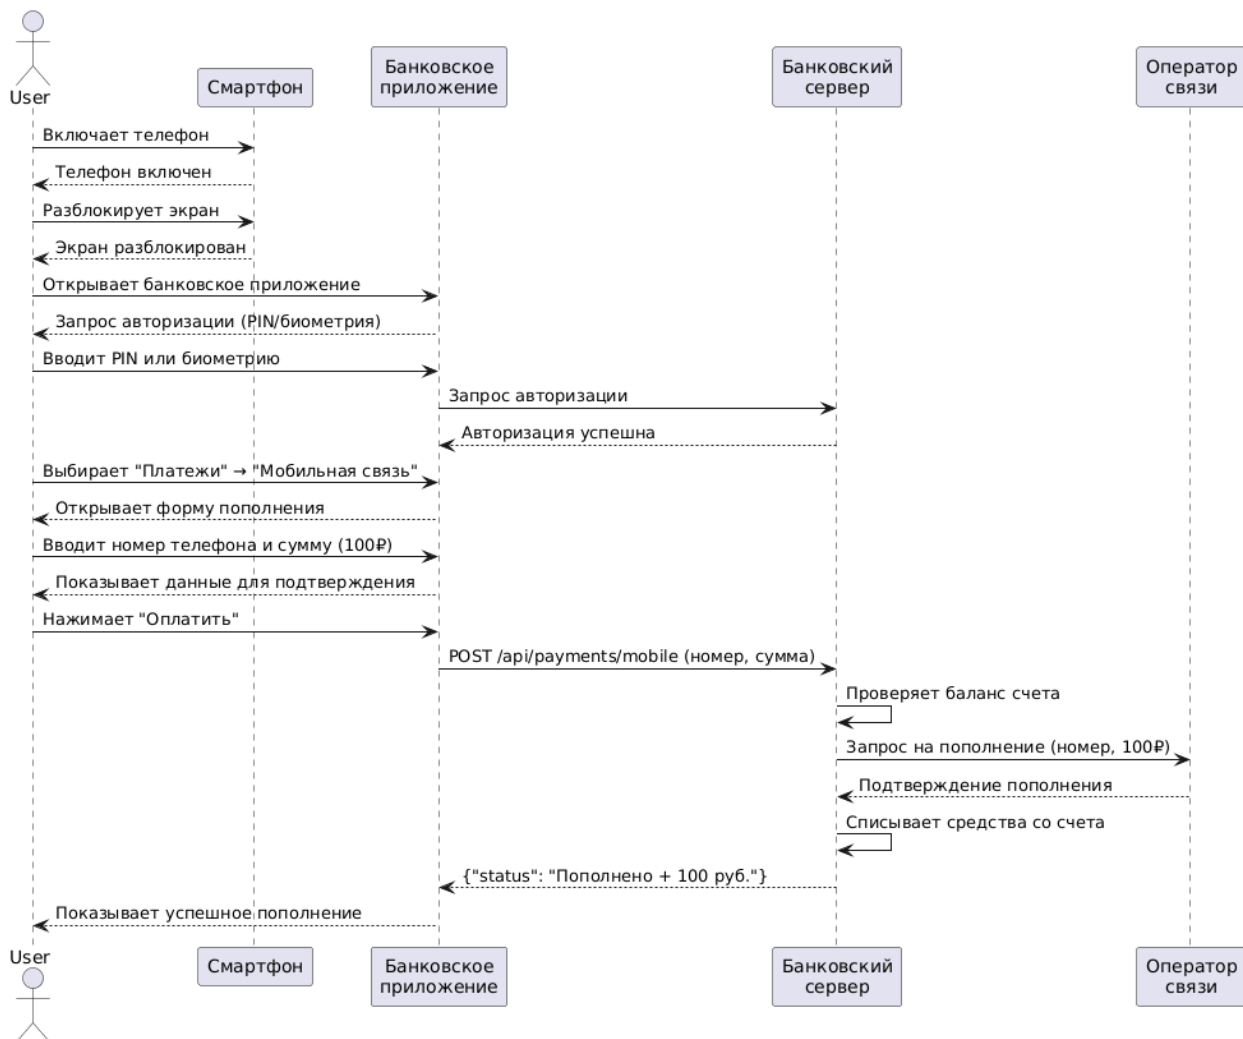 User
Смартфон
Банковское
приложение
Банковский
сервер
Оператор
связи
Включает телефон
Телефон включен
Разблокирует экран
Экран разблокирован
Открывает банковское приложение
Запрос авторизации (PIN/биометрия)
Вводит PIN или биометрию
Запрос авторизации
Авторизация успешна
Выбирает "Платежи" → "Мобильная связь"
Открывает форму пополнения
Вводит номер телефона и сумму (100₽)
Показывает данные для подтверждения
Нажимает "Оплатить"
POST /api/payments/mobile (номер, сумма)
Проверяет баланс счета
Запрос на пополнение (номер, 100₽)
Подтверждение пополнения
Списывает средства со счета
{"status": "Пополнено + 100 руб."}
Показывает успешное пополнение
User
Смартфон
Банковское
приложение
Банковский
сервер
Оператор
связи